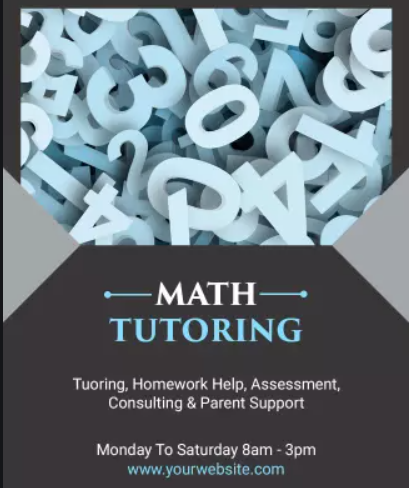 MATH
TUTORING
Tuoring, Homework Help, Assessment,
Consulting & Parent Support
Monday To Saturday 8am - 3pm
www.yourwebsite.com